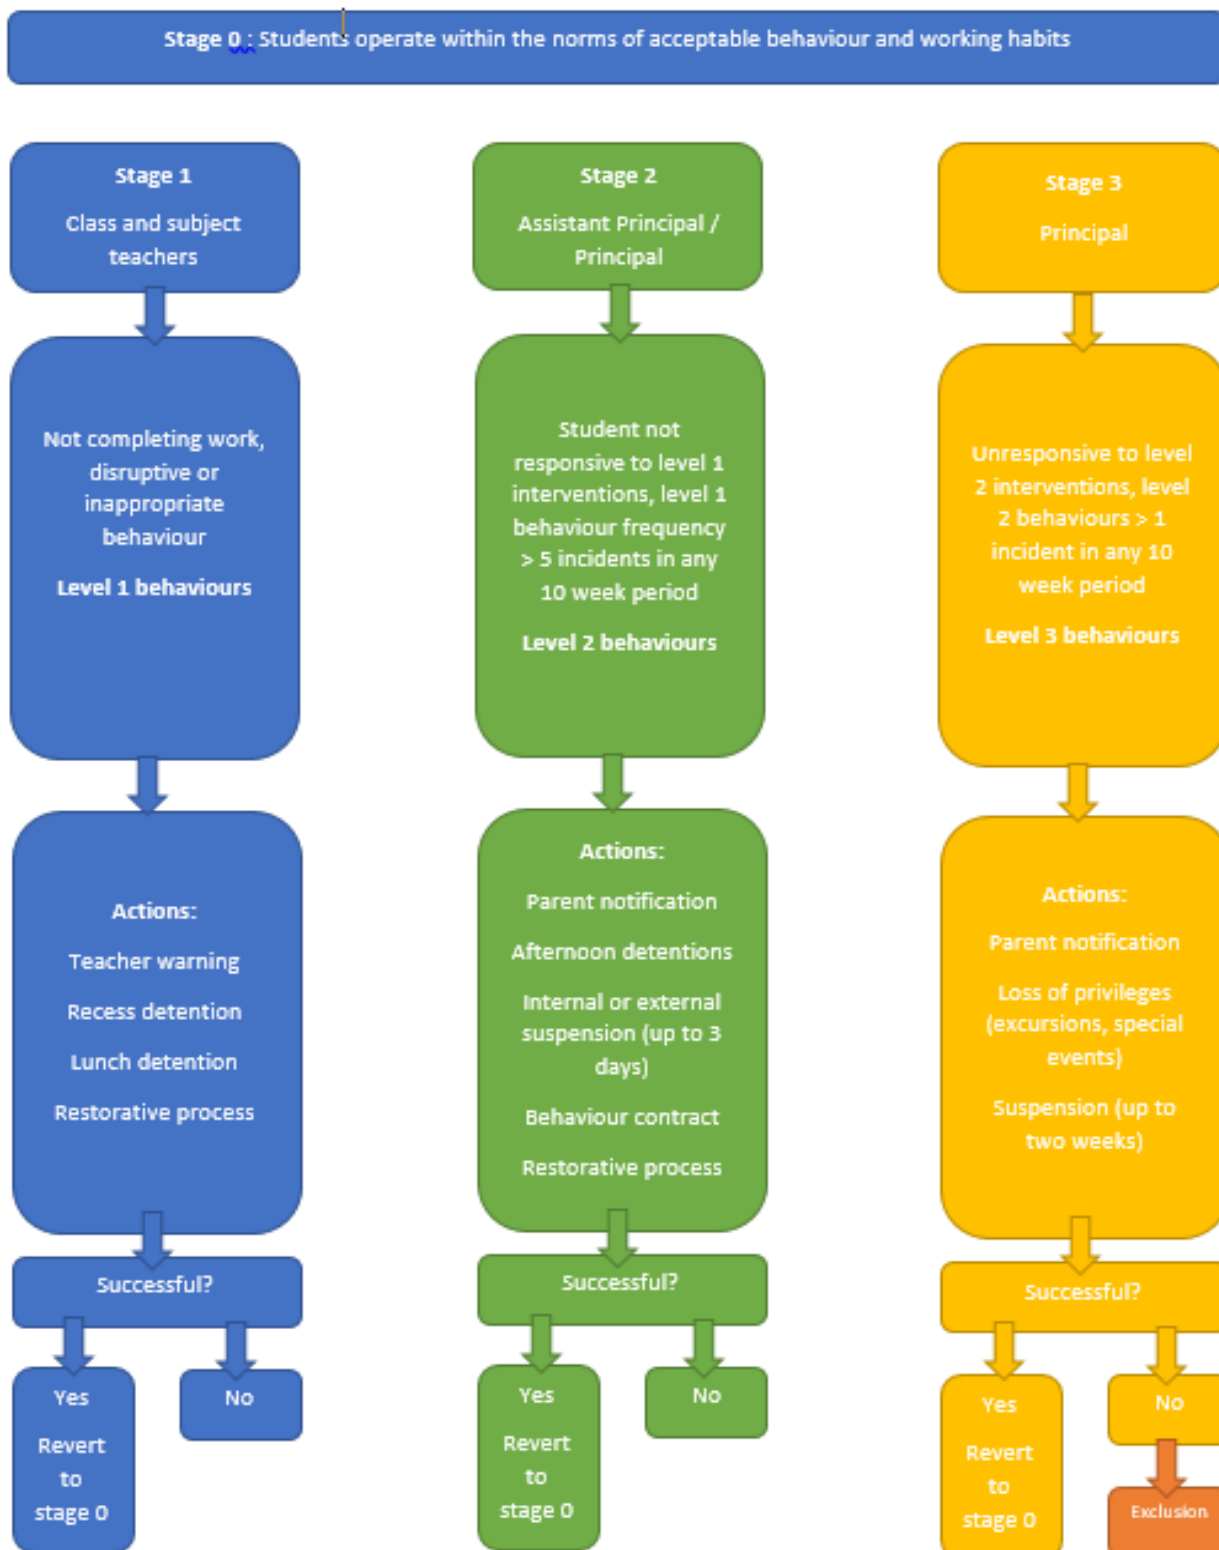 Stage 0 : Students operate within the norms of acceptable behaviour and working habits
Stage 1
Class and subject
teachers
Not completing work,
disruptive or
inappropriate
behaviour
Level 1 behaviours
Actions:
Teacher warning
Recess detention
Lunch detention
Restorative process
Successful?
Yes
Revert
to
stage 0
No
Stage 2
Assistant Principal /
Principal
Student not
responsive to level 1
interventions, level 1
behaviour frequency
> 5 incidents in any
10 week period
Level 2 behaviours
Actions:
Parent notification
Afternoon detentions
Internal or external
suspension (up to 3
days)
Behaviour contract
Restorative process
Successful?
Yes
Revert
to
stage 0
No
Stage 3
Principal
Unresponsive to level
2 interventions, level
2 behaviours > 1
incident in any 10
week period
Level 3 behaviours
Actions:
Parent notification
Loss of privileges
(excursions, special
events)
Suspension (up to
two weeks)
Successful?
Yes
Revert
to
stage 0
No
Exclusion